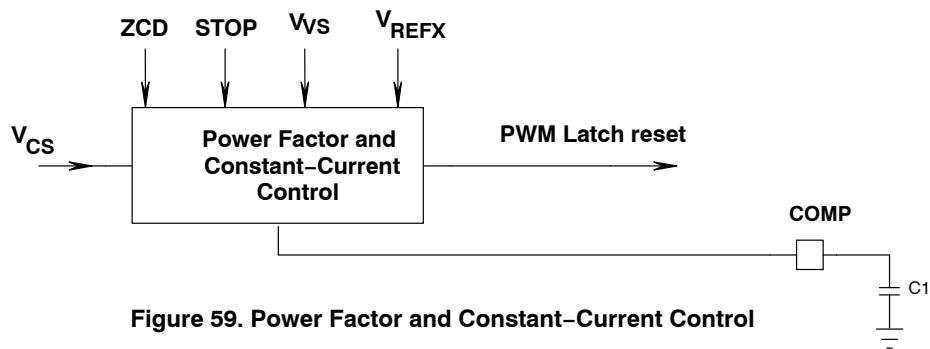 ZCD STOP VVS VREFX
VCS
Power Factor and
Constant−Current
Control
PWM Latch reset
COMP
C1
Figure 59. Power Factor and Constant−Current Control